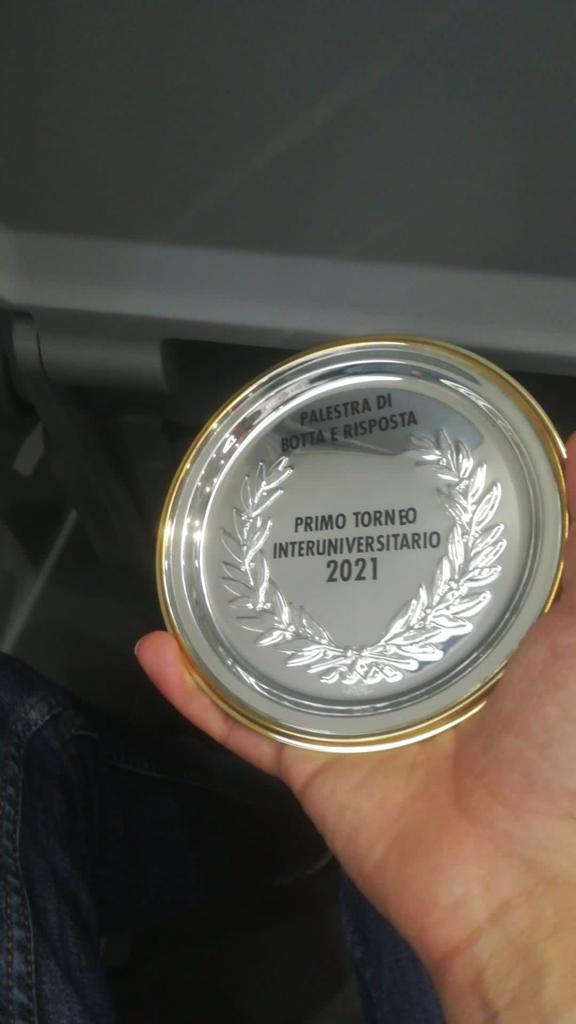 PALESTRA DI
BOTTA E RISPOSTA
PRIMO TORNEO
INTERUNIVERSITARIO
2021